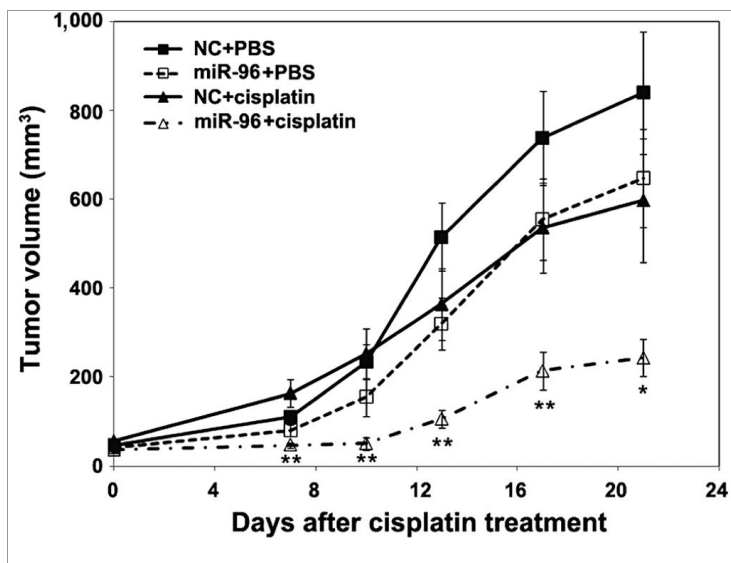 1,000
800
600
400
200
0
Tumor volume (mm³)
NC+PBS
miR-96+PBS
NC+cisplatin
miR-96+cisplatin
**
**
**
**
*
0 4 8 12 16 20 24
Days after cisplatin treatment